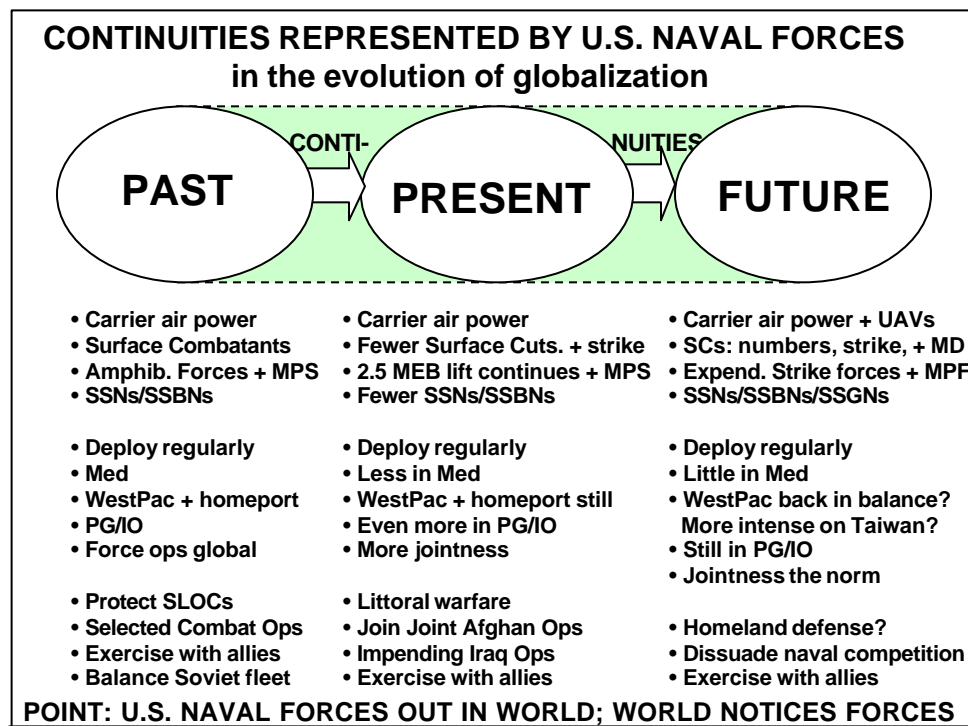 CONTINUITIES REPRESENTED BY U.S. NAVAL FORCES
in the evolution of globalization
CONTI-
NUITIES
PAST
PRESENT
FUTURE
• Carrier air power
• Surface Combatants
• Amphib. Forces + MPS
• SSNs/SSBNs
• Deploy regularly
• Med
• WestPac + homeport
• PG/IO
• Force ops global
• Protect SLOCs
• Selected Combat Ops
• Exercise with allies
• Balance Soviet fleet
• Carrier air power
• Fewer Surface Cuts. + strike
• 2.5 MEB lift continues + MPS
• Fewer SSNs/SSBNs
• Deploy regularly
• Less in Med
• WestPac + homeport still
• Even more in PG/IO
• More jointness
• Littoral warfare
• Join Joint Afghan Ops
• Impending Iraq Ops
• Exercise with allies
• Carrier air power + UAVs
• SCs: numbers, strike, + MD
• Expend. Strike forces + MPF
• SSNs/SSBNs/SSGNs
• Deploy regularly
• Little in Med
• WestPac back in balance?
More intense on Taiwan?
• Still in PG/IO
• Jointness the norm
• Homeland defense?
• Dissuade naval competition
• Exercise with allies
POINT: U.S. NAVAL FORCES OUT IN WORLD; WORLD NOTICES FORCES